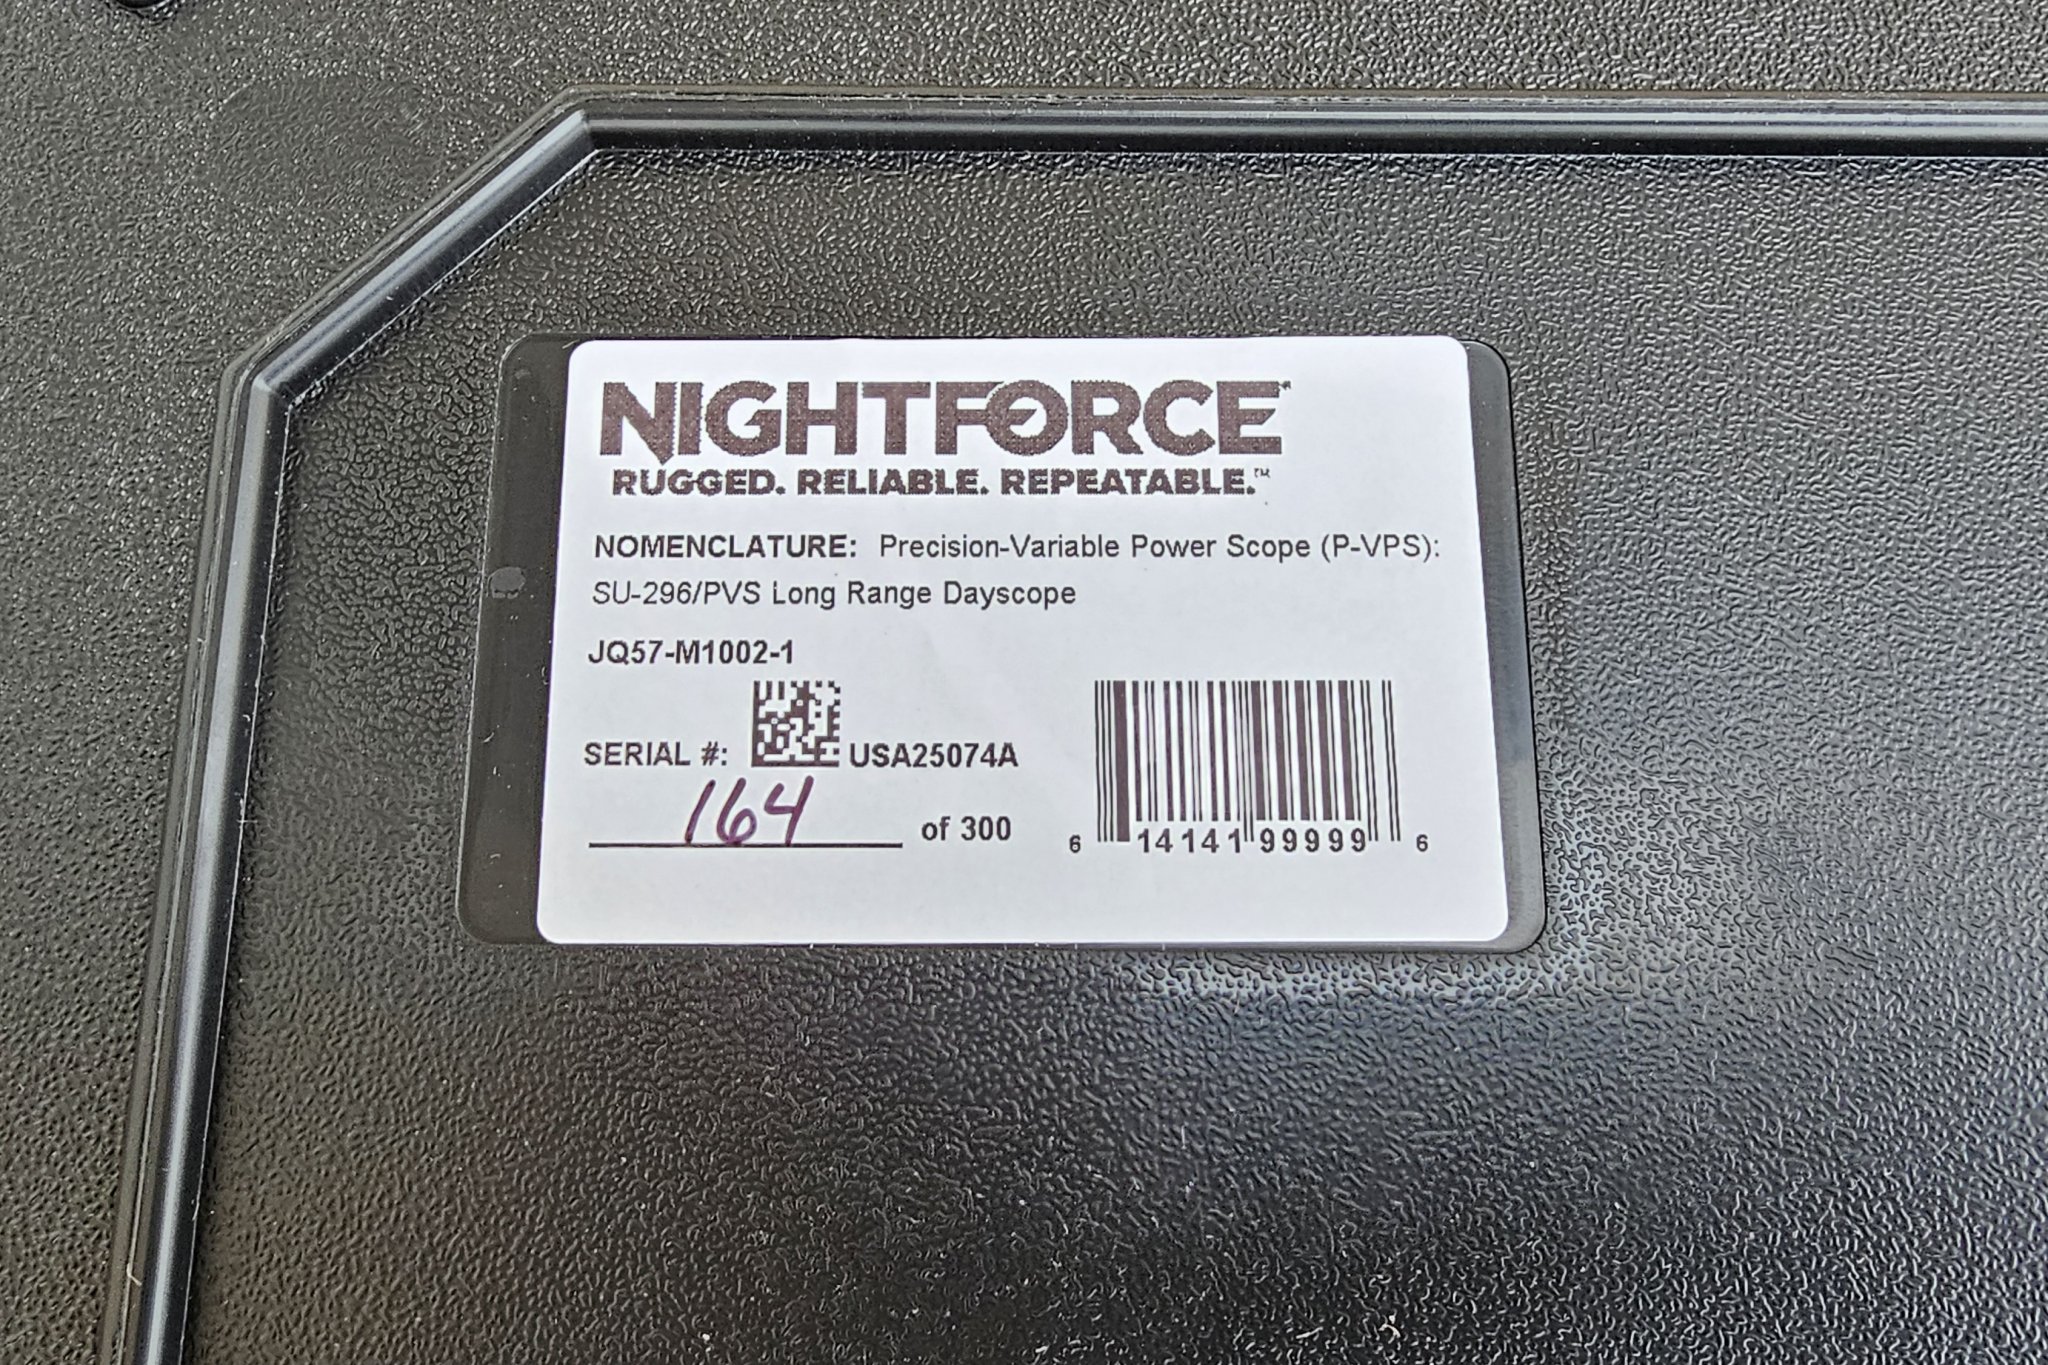 NIGHTFORCE
RUGGED. RELIABLE. REPEATABLE.™
NOMENCLATURE: Precision-Variable Power Scope (P-VPS):
SU-296/PVS Long Range Dayscope
JQ57-M1002-1
SERIAL #: USA25074A
164 of 300
6 14141 99999 6